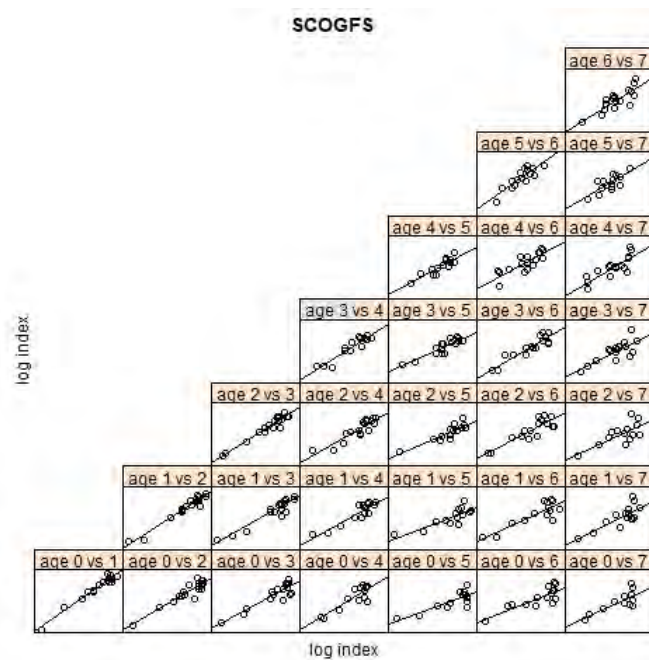 SCOGFS
age 6 vs 7
age 5 vs 6 age 5 vs 7
age 4 vs 5 age 4 vs 6 age 4 vs 7
age 3 vs 4 age 3 vs 5 age 3 vs 6 age 3 vs 7
log index
age 2 vs 3 age 2 vs 4 age 2 vs 5 age 2 vs 6 age 2 vs 7
age 1 vs 2 age 1 vs 3 age 1 vs 4 age 1 vs 5 age 1 vs 6 age 1 vs 7
age 0 vs 1 age 0 vs 2 age 0 vs 3 age 0 vs 4 age 0 vs 5 age 0 vs 6 age 0 vs 7
log index